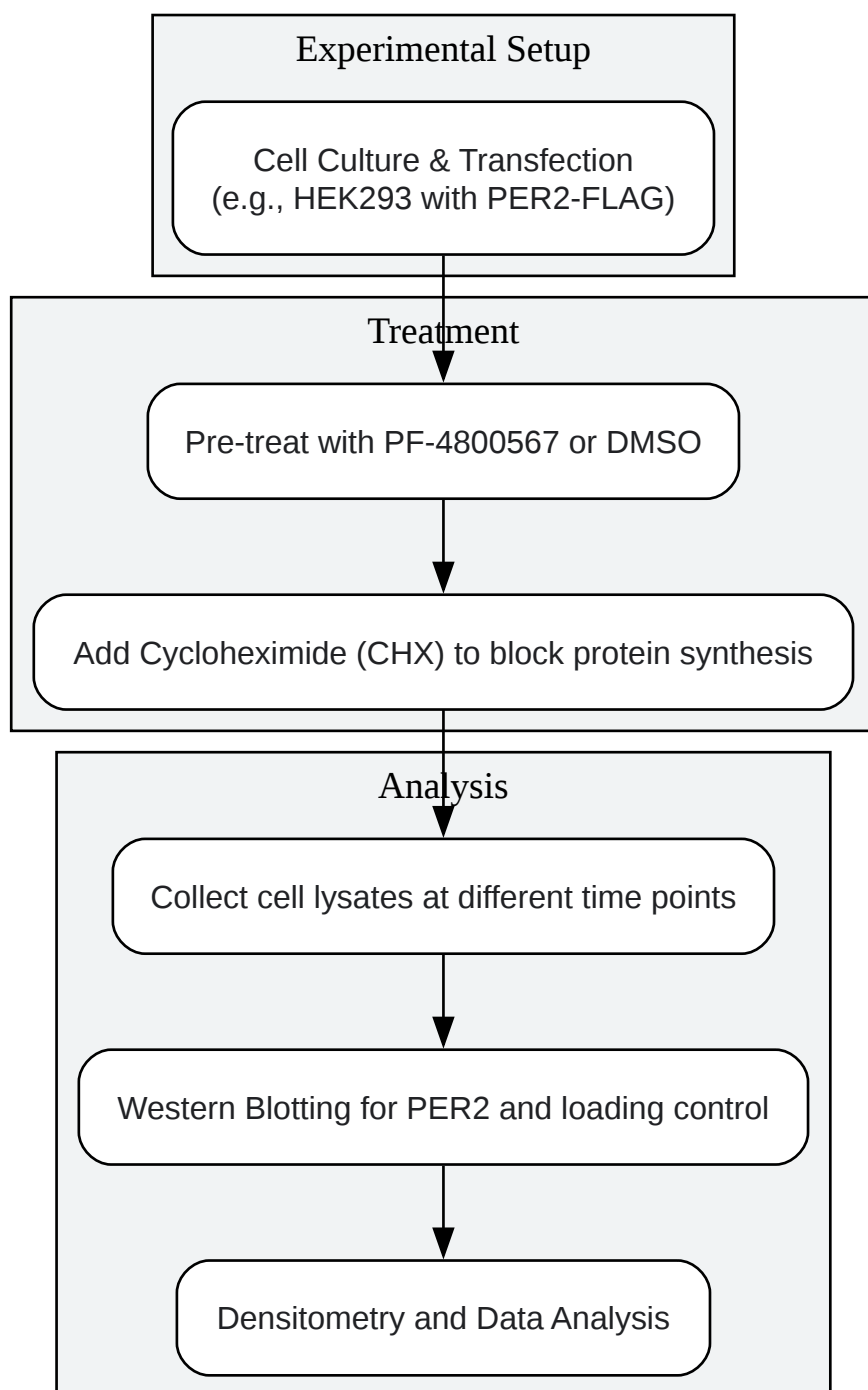 Experimental Setup
Cell Culture & Transfection
(e.g., HEK293 with PER2-FLAG)
Treatment
Pre-treat with PF-4800567 or DMSO
Add Cycloheximide (CHX) to block protein synthesis
Analysis
Collect cell lysates at different time points
Western Blotting for PER2 and loading control
Densitometry and Data Analysis